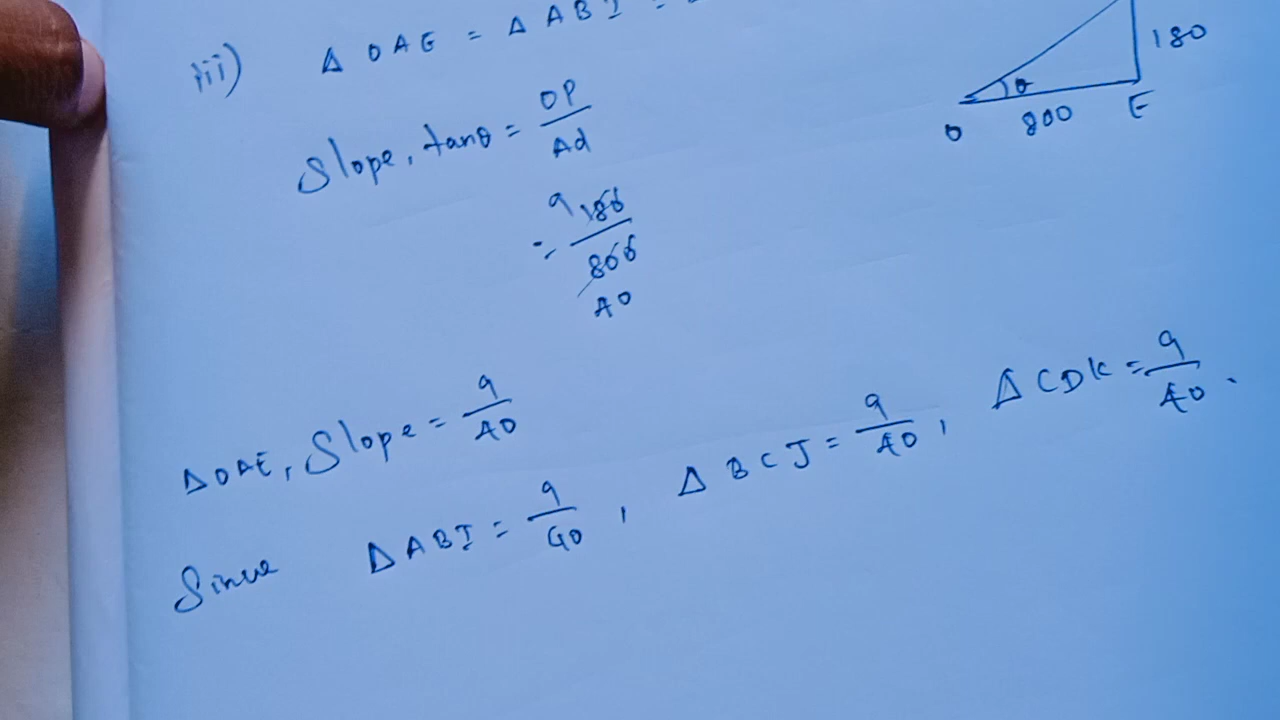 iii) Δ OAE = Δ ABI =
180
θ
O 800 E
Slope, tanθ = OP/Ad
= 9 180/800 40
Δ OAE, Slope = 9/40
Since Δ ABI = 9/40, Δ BCJ = 9/40, Δ CDK = 9/40.